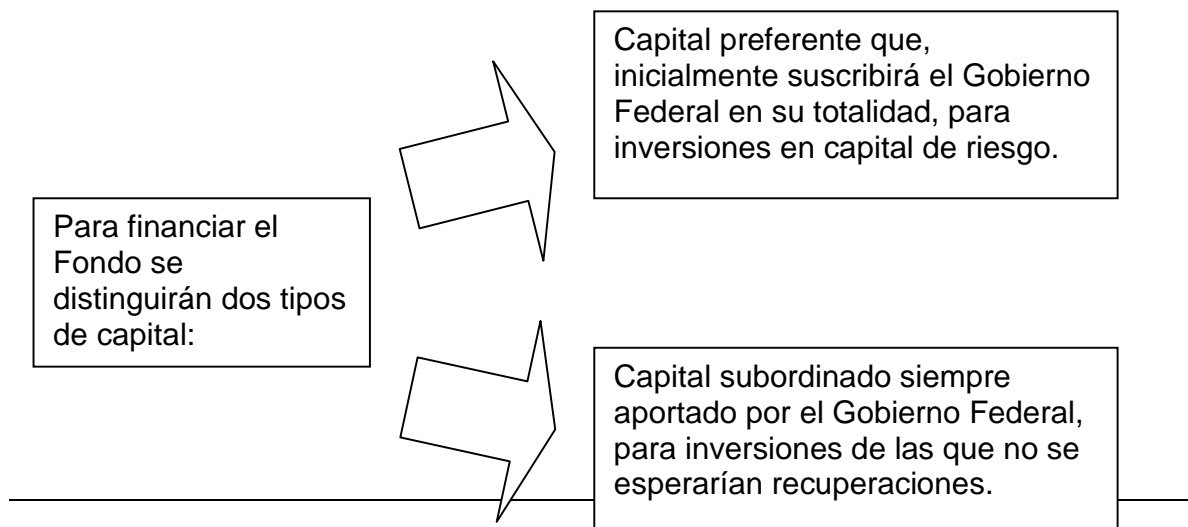 Para financiar el
Fondo se
distinguirán dos tipos
de capital:
Capital preferente que,
inicialmente suscribirá el Gobierno
Federal en su totalidad, para
inversiones en capital de riesgo.
Capital subordinado siempre
aportado por el Gobierno Federal,
para inversiones de las que no se
esperarían recuperaciones.